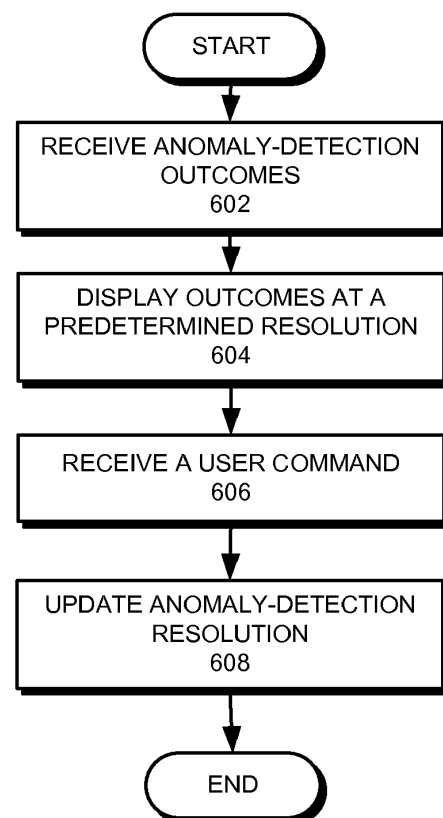 START
RECEIVE ANOMALY-DETECTION
OUTCOMES
602
DISPLAY OUTCOMES AT A
PREDETERMINED RESOLUTION
604
RECEIVE A USER COMMAND
606
UPDATE ANOMALY-DETECTION
RESOLUTION
608
END